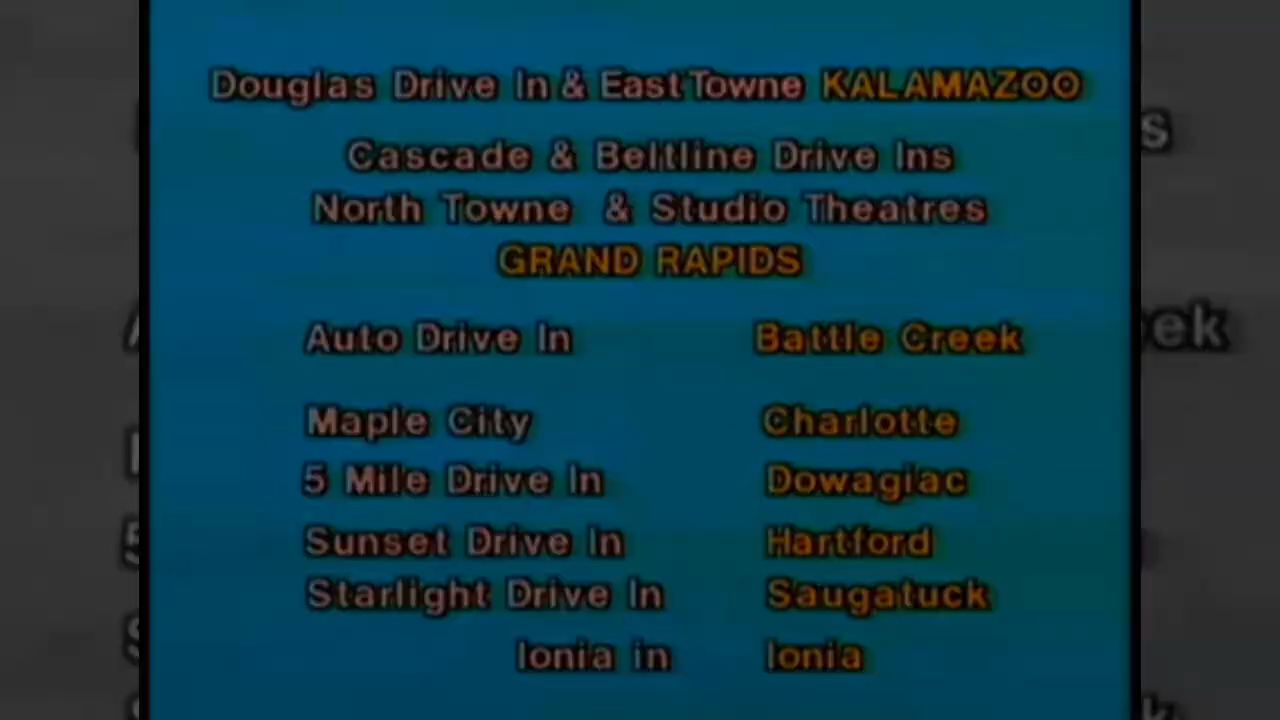 Douglas Drive In & East Towne KALAMAZOO
Cascade & Beltline Drive Ins
North Towne & Studio Theatres
GRAND RAPIDS
Auto Drive In Battle Creek
Maple City Charlotte
5 Mile Drive In Dowagiac
Sunset Drive In Hartford
Starlight Drive In Saugatuck
Ionia in Ionia